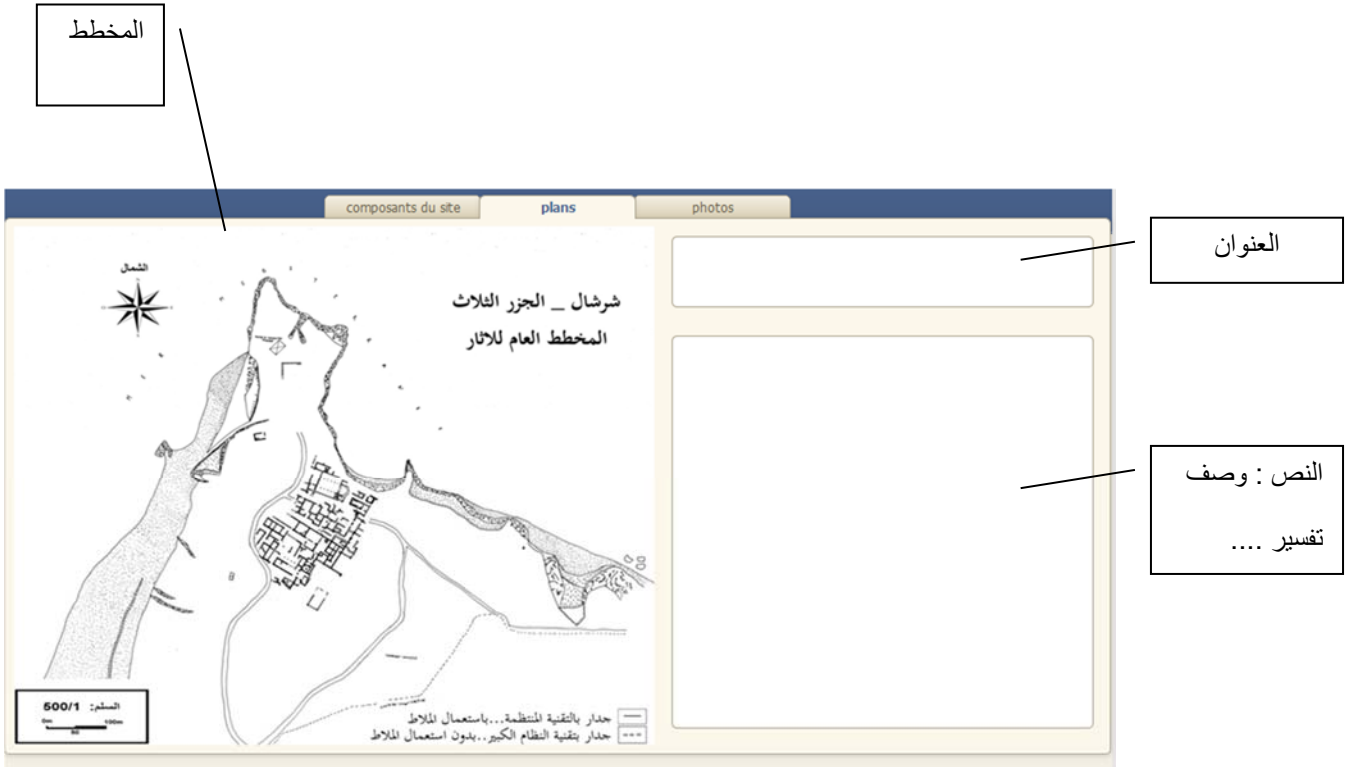 المخطط
composants du site
plans
photos
العنوان
الشمال
شرشال _ الجزر الثلاث
المخطط العام للاثار
النص : وصف
تفسير ....
السلم: 500/1
0m 100m
50
جدار بالتقنية المنتظمة...باستعمال الملاط
جدار بتقنية النظام الكبير..بدون استعمال الملاط